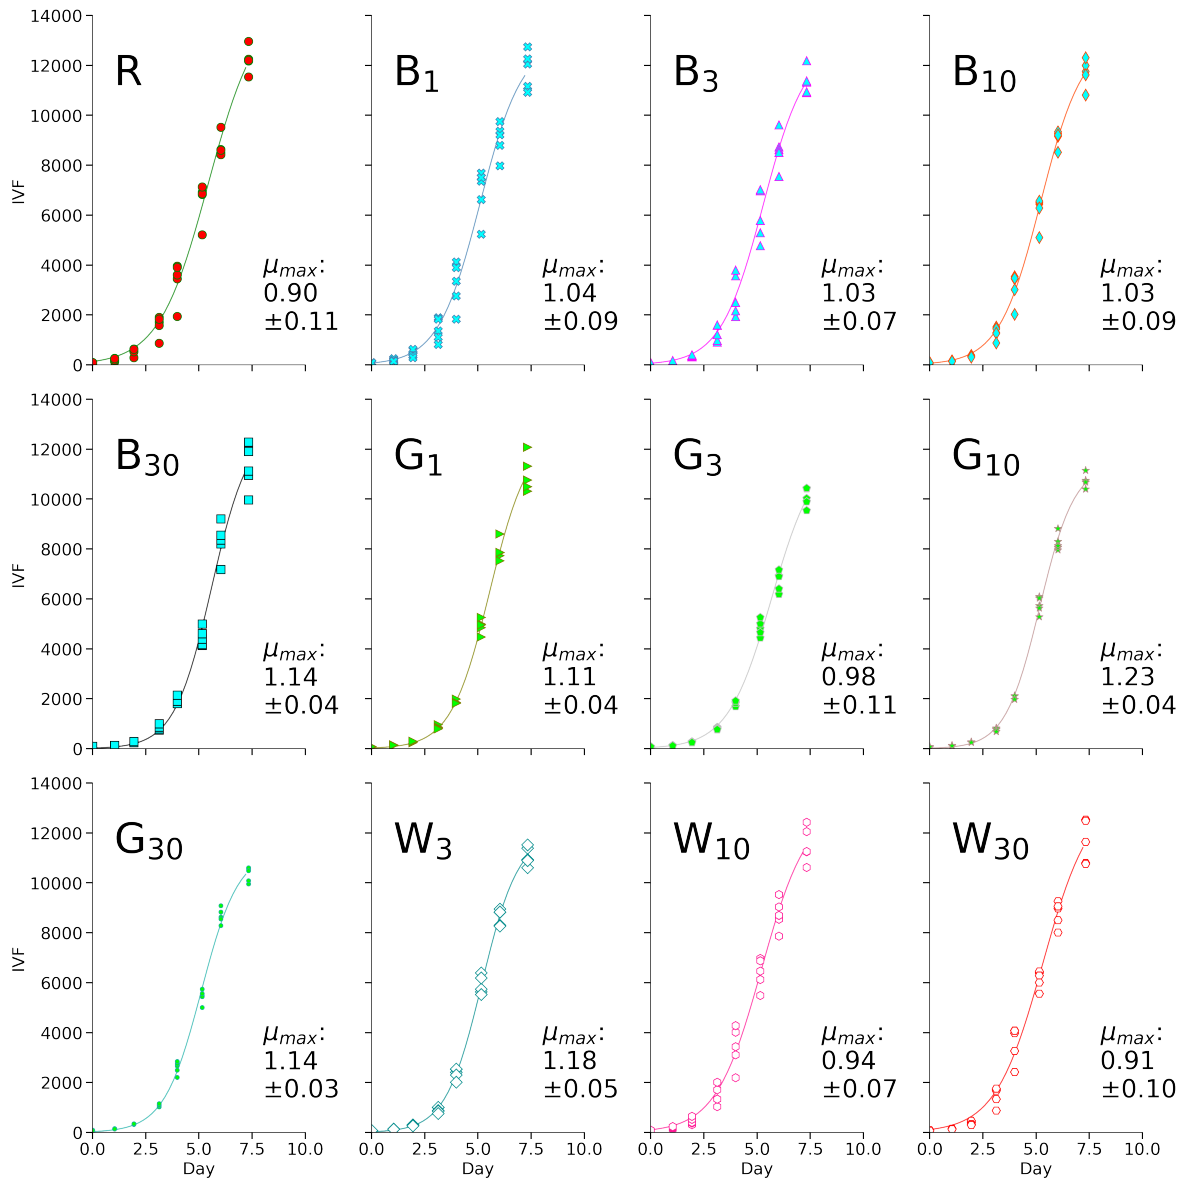 14000
12000
10000
8000
6000
4000
2000
0
IVF
R
μmax:
0.90
±0.11
B1
μmax:
1.04
±0.09
B3
μmax:
1.03
±0.07
B10
μmax:
1.03
±0.09
14000
12000
10000
8000
6000
4000
2000
0
IVF
B30
μmax:
1.14
±0.04
G1
μmax:
1.11
±0.04
G3
μmax:
0.98
±0.11
G10
μmax:
1.23
±0.04
14000
12000
10000
8000
6000
4000
2000
0
IVF
G30
μmax:
1.14
±0.03
0.0 2.5 5.0 7.5 10.0
Day
W3
μmax:
1.18
±0.05
0.0 2.5 5.0 7.5 10.0
Day
W10
μmax:
0.94
±0.07
0.0 2.5 5.0 7.5 10.0
Day
W30
μmax:
0.91
±0.10
0.0 2.5 5.0 7.5 10.0
Day